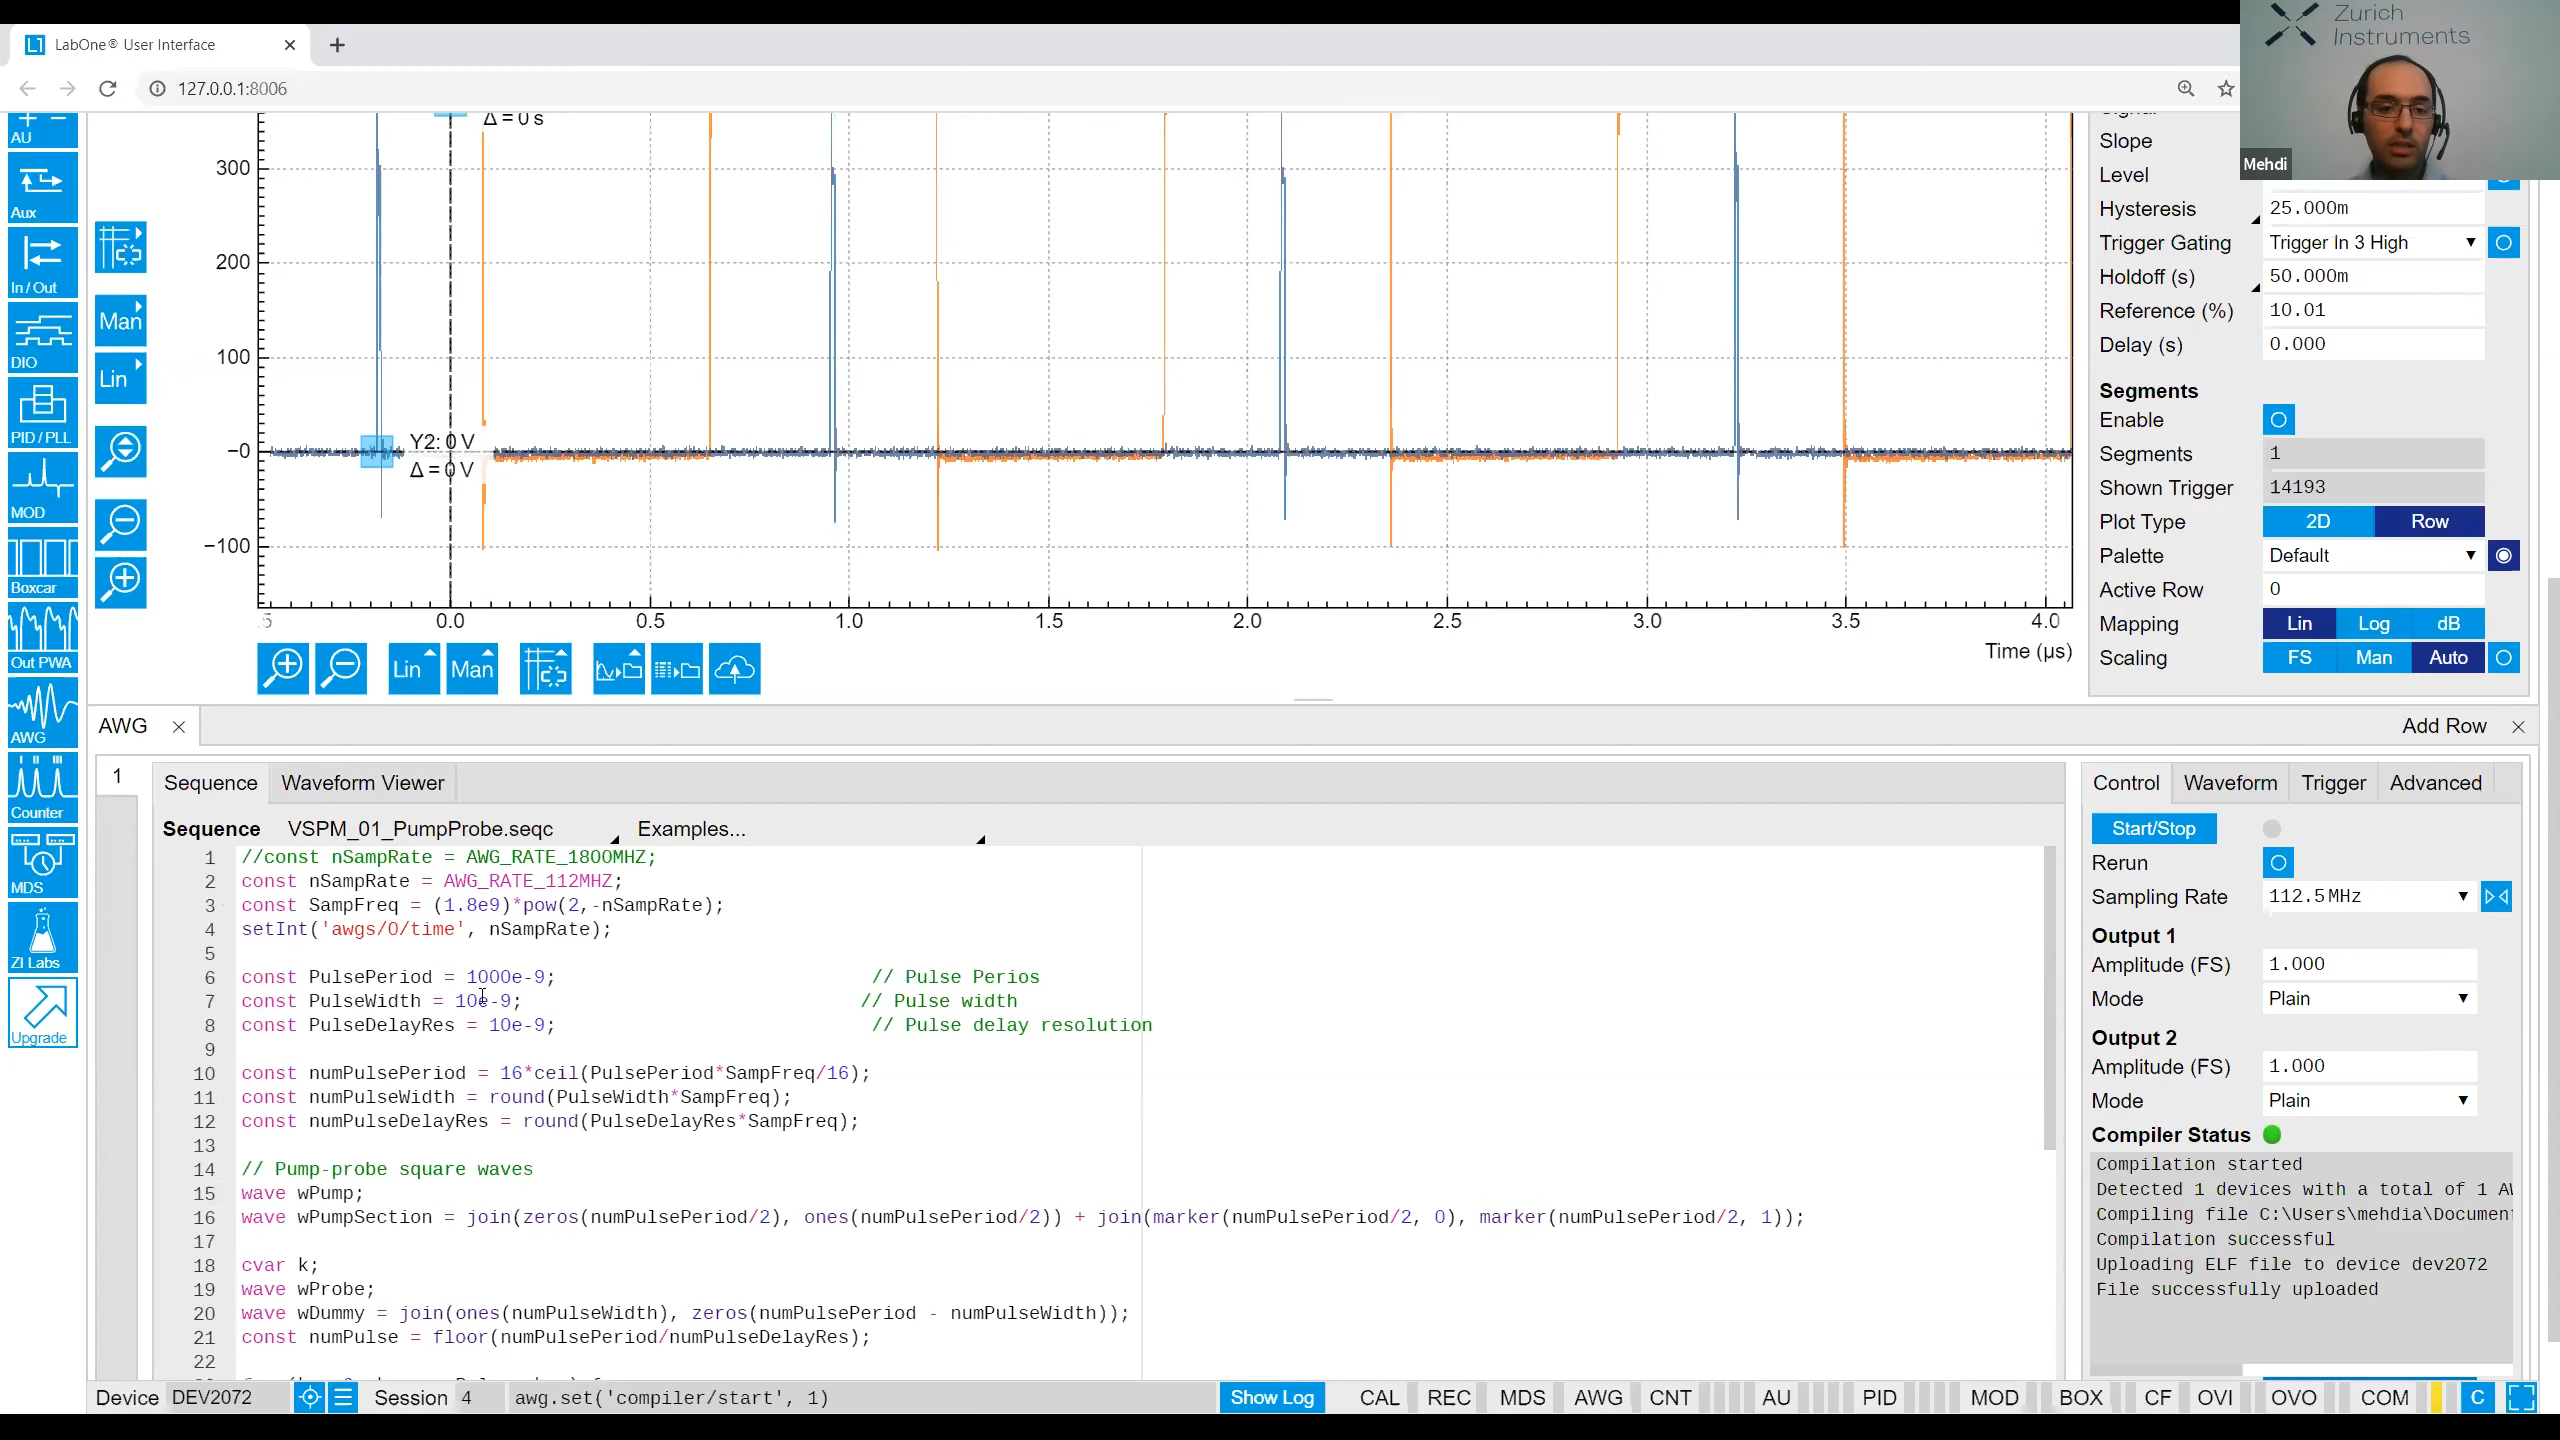 LabOne® User Interface
127.0.0.1:8006
Zurich
Instruments
Mehdi
AU
Aux
In / Out
DIO
PID / PLL
MOD
Boxcar
Out PWA
AWG
Counter
MDS
ZI Labs
Upgrade
Man
Lin
Δ = 0 s
300
200
100
−0
−100
Y2: 0 V
Δ = 0 V
0.0
0.5
1.0
1.5
2.0
2.5
3.0
3.5
4.0
Time (µs)
Lin
Man
Slope
Level
Hysteresis 25.000m
Trigger Gating Trigger In 3 High
Holdoff (s) 50.000m
Reference (%) 10.01
Delay (s) 0.000
Segments
Enable
Segments 1
Shown Trigger 14193
Plot Type 2D Row
Palette Default
Active Row 0
Mapping Lin Log dB
Scaling FS Man Auto
AWG
Add Row
1
Sequence Waveform Viewer
Sequence VSPM_01_PumpProbe.seqc Examples...
1 //const nSampRate = AWG_RATE_1800MHZ;
2 const nSampRate = AWG_RATE_112MHZ;
3 const SampFreq = (1.8e9)*pow(2,-nSampRate);
4 setInt('awgs/0/time', nSampRate);
5
6 const PulsePeriod = 1000e-9; // Pulse Perios
7 const PulseWidth = 10e-9; // Pulse width
8 const PulseDelayRes = 10e-9; // Pulse delay resolution
9
10 const numPulsePeriod = 16*ceil(PulsePeriod*SampFreq/16);
11 const numPulseWidth = round(PulseWidth*SampFreq);
12 const numPulseDelayRes = round(PulseDelayRes*SampFreq);
13
14 // Pump-probe square waves
15 wave wPump;
16 wave wPumpSection = join(zeros(numPulsePeriod/2), ones(numPulsePeriod/2)) + join(marker(numPulsePeriod/2, 0), marker(numPulsePeriod/2, 1));
17
18 cvar k;
19 wave wProbe;
20 wave wDummy = join(ones(numPulseWidth), zeros(numPulsePeriod - numPulseWidth));
21 const numPulse = floor(numPulsePeriod/numPulseDelayRes);
22
Control Waveform Trigger Advanced
Start/Stop
Rerun
Sampling Rate 112.5MHz
Output 1
Amplitude (FS) 1.000
Mode Plain
Output 2
Amplitude (FS) 1.000
Mode Plain
Compiler Status
Compilation started
Detected 1 devices with a total of 1 AW
Compiling file C:\Users\mehdia\Document
Compilation successful
Uploading ELF file to device dev2072
File successfully uploaded
Device DEV2072 Session 4 awg.set('compiler/start', 1) Show Log CAL REC MDS AWG CNT AU PID MOD BOX CF OVI OVO COM C